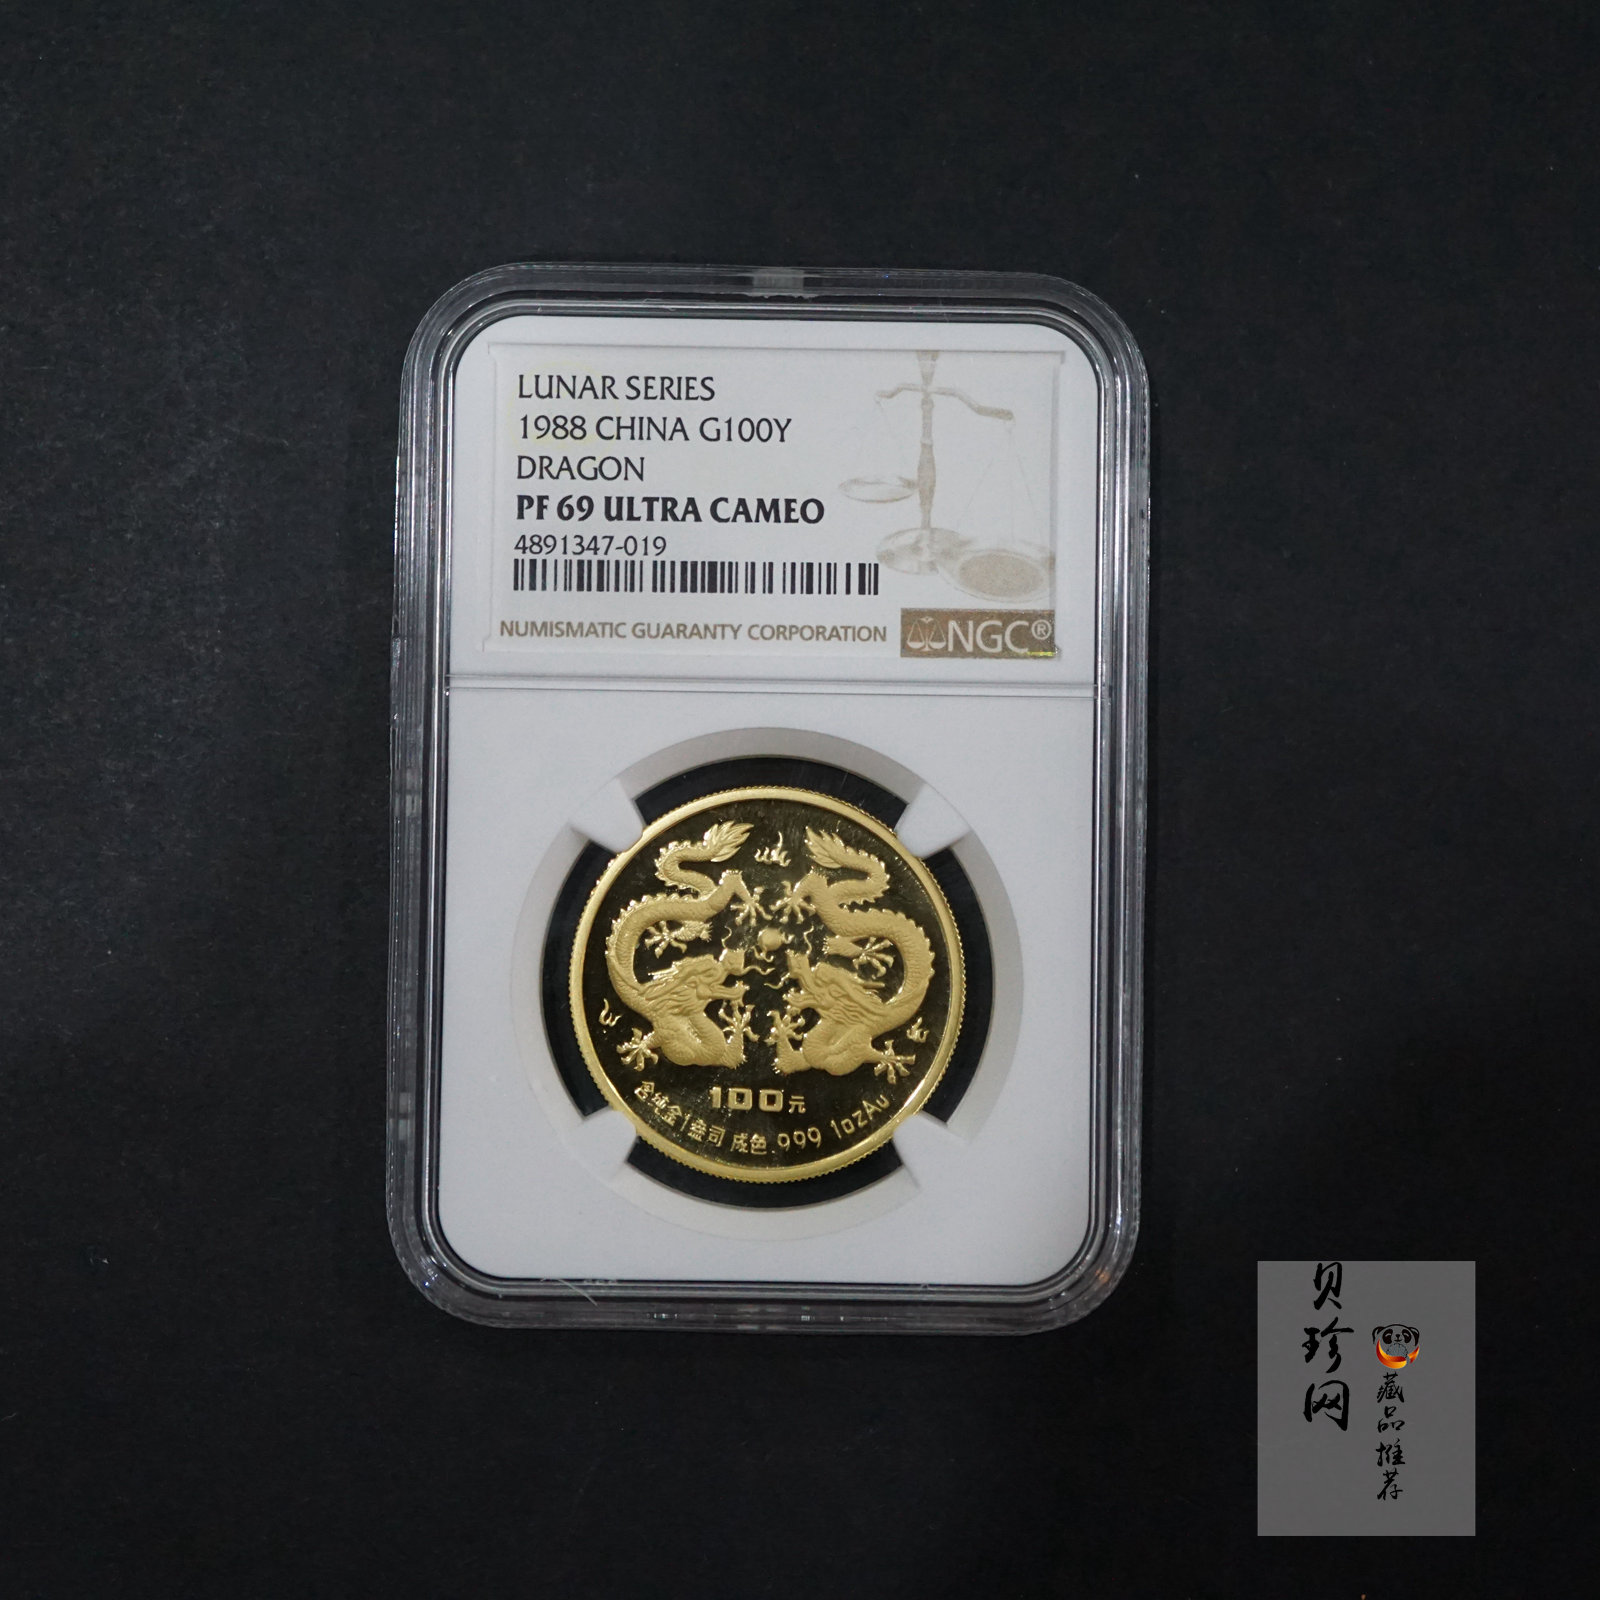 LUNAR SERIES
1988 CHINA G100Y
DRAGON
PF 69 ULTRA CAMEO
4891347-019
NUMISMATIC GUARANTY CORPORATION
NGC®
100元
含纯金1盎司 成色.999 1ozAu
贝珍网
藏品推荐